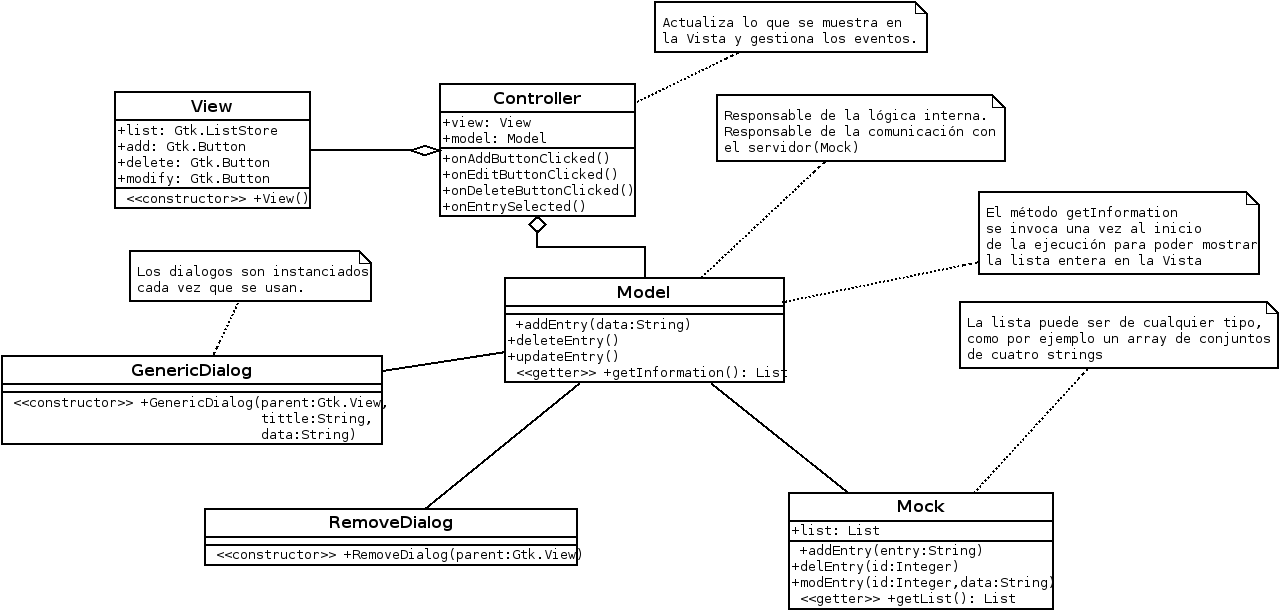 Actualiza lo que se muestra en
la Vista y gestiona los eventos.
View
+list: Gtk.ListStore
+add: Gtk.Button
+delete: Gtk.Button
+modify: Gtk.Button
<<constructor>> +View()
Controller
+view: View
+model: Model
+onAddButtonClicked()
+onEditButtonClicked()
+onDeleteButtonClicked()
+onEntrySelected()
Responsable de la lógica interna.
Responsable de la comunicación con
el servidor(Mock)
El método getInformation
se invoca una vez al inicio
de la ejecución para poder mostrar
la lista entera en la Vista
Los dialogos son instanciados
cada vez que se usan.
Model
+addEntry(data:String)
+deleteEntry()
+updateEntry()
<<getter>> +getInformation(): List
La lista puede ser de cualquier tipo,
como por ejemplo un array de conjuntos
de cuatro strings
GenericDialog
<<constructor>> +GenericDialog(parent:Gtk.View,
tittle:String,
data:String)
RemoveDialog
<<constructor>> +RemoveDialog(parent:Gtk.View)
Mock
+list: List
+addEntry(entry:String)
+delEntry(id:Integer)
+modEntry(id:Integer,data:String)
<<getter>> +getList(): List